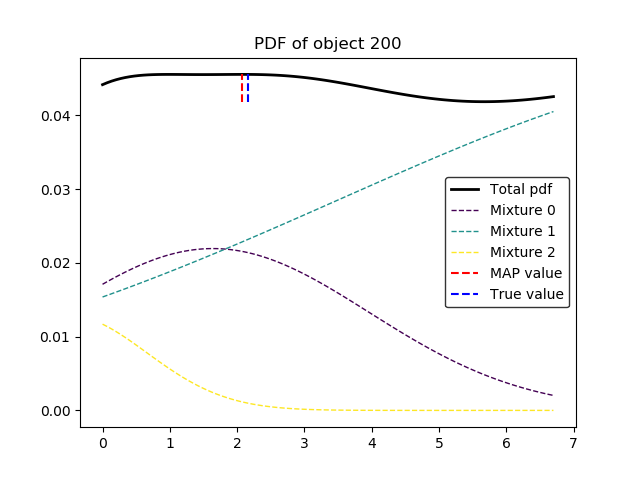 PDF of object 200
0.04
0.03
0.02
0.01
0.00
0 1 2 3 4 5 6 7
Total pdf
Mixture 0
Mixture 1
Mixture 2
MAP value
True value